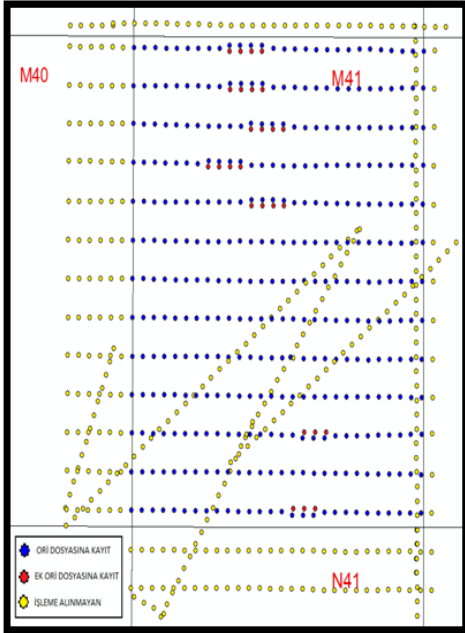 M40
M41
N41
ORİ DOSYASINA KAYIT
EK ORİ DOSYASINA KAYIT
İŞLEME ALINMAYAN